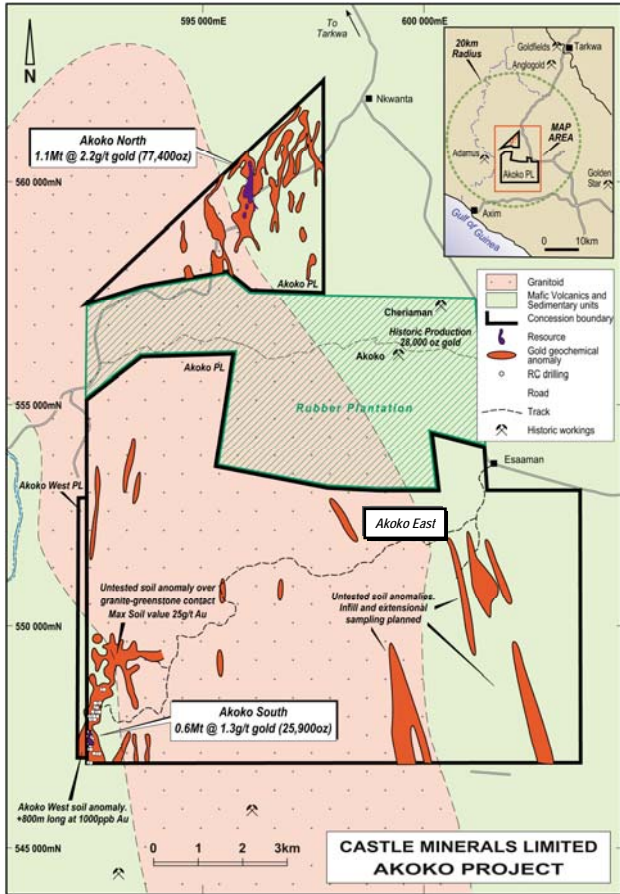 595 000mE
600 000mE
To
Tarkwa
N
Nkwanta
Akoko North
1.1Mt @ 2.2g/t gold (77,400oz)
560 000mN
Akoko PL
Cheriaman
Historic Production
28,000 oz gold
Akoko
Akoko PL
555 000mN
Rubber Plantation
Esaaman
Akoko West PL
Akoko East
Untested soil anomaly over
granite-greenstone contact
Max Soil value 25g/t Au
Untested soil anomalies.
Infill and extensional
sampling planned
550 000mN
Akoko South
0.6Mt @ 1.3g/t gold (25,900oz)
Akoko West soil anomaly.
+800m long at 1000ppb Au
545 000mN
0 1 2 3km
CASTLE MINERALS LIMITED
AKOKO PROJECT
20km
Radius
Goldfields
Tarkwa
Anglogold
MAP
AREA
Adamus
Akoko PL
Golden
Star
Axim
Gulf of Guinea
0 10km
Granitoid
Mafic Volcanics and
Sedimentary units
Concession boundary
Resource
Gold geochemical
anomaly
RC drilling
Road
Track
Historic workings